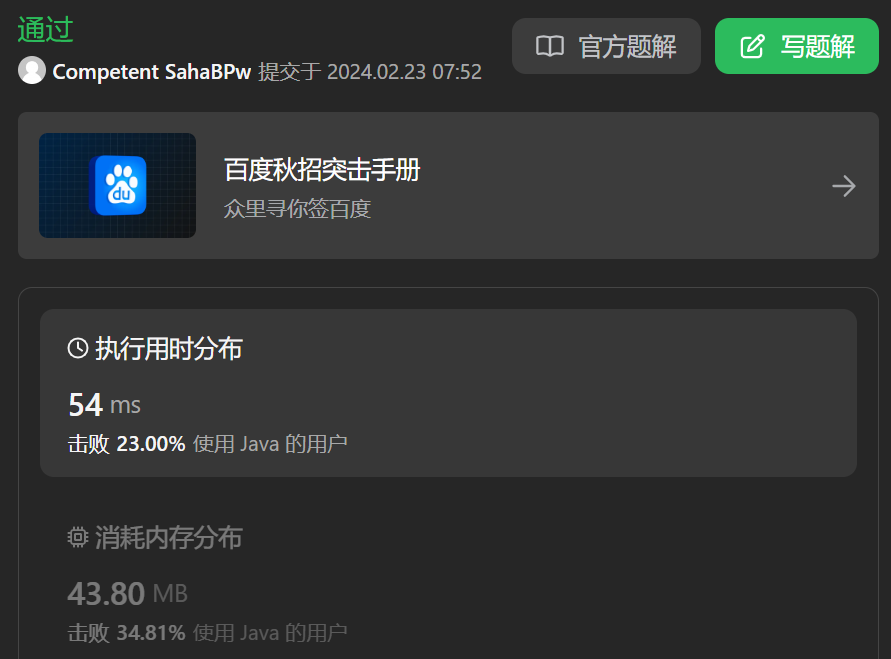 通过
官方题解
写题解
Competent SahaBPw 提交于 2024.02.23 07:52
du
百度秋招突击手册
众里寻你签百度
执行用时分布
54 ms
击败 23.00% 使用 Java 的用户
消耗内存分布
43.80 MB
击败 34.81% 使用 Java 的用户